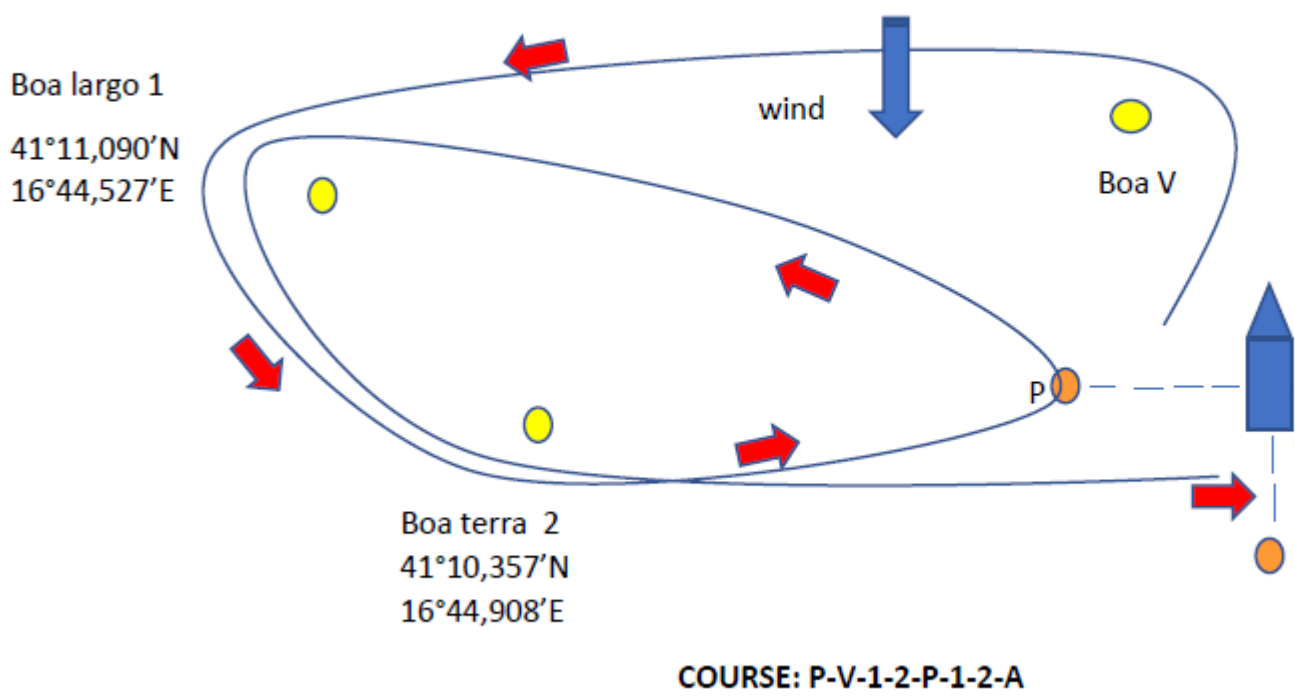 Boa largo 1
41°11,090’N
16°44,527’E
wind
Boa V
P
Boa terra  2
41°10,357’N
16°44,908’E
COURSE: P-V-1-2-P-1-2-A